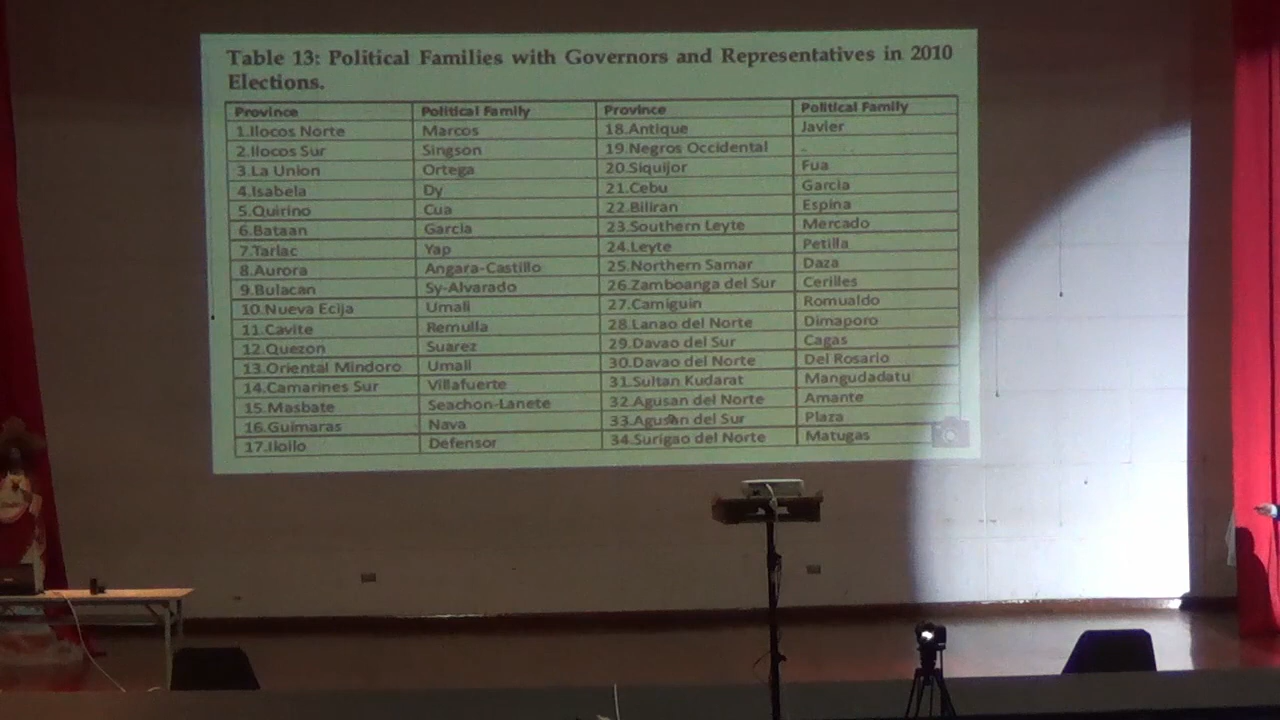 Table 13: Political Families with Governors and Representatives in 2010
Elections.
Province Political Family Province Political Family
1.Ilocos Norte Marcos 18.Antique Javier
2.Ilocos Sur Singson 19.Negros Occidental -
3.La Union Ortega 20.Siquijor Fua
4.Isabela Dy 21.Cebu Garcia
5.Quirino Cua 22.Biliran Espina
6.Bataan Garcia 23.Southern Leyte Mercado
7.Tarlac Yap 24.Leyte Petilla
8.Aurora Angara-Castillo 25.Northern Samar Daza
9.Bulacan Sy-Alvarado 26.Zamboanga del Sur Cerilles
10.Nueva Ecija Umali 27.Camiguin Romualdo
11.Cavite Remulla 28.Lanao del Norte Dimaporo
12.Quezon Suarez 29.Davao del Sur Cagas
13.Oriental Mindoro Umali 30.Davao del Norte Del Rosario
14.Camarines Sur Villafuerte 31.Sultan Kudarat Mangudadatu
15.Masbate Seachon-Lanete 32.Agusan del Norte Amante
16.Guimaras Nava 33.Agusan del Sur Plaza
17.Iloilo Defensor 34.Surigao del Norte Matugas